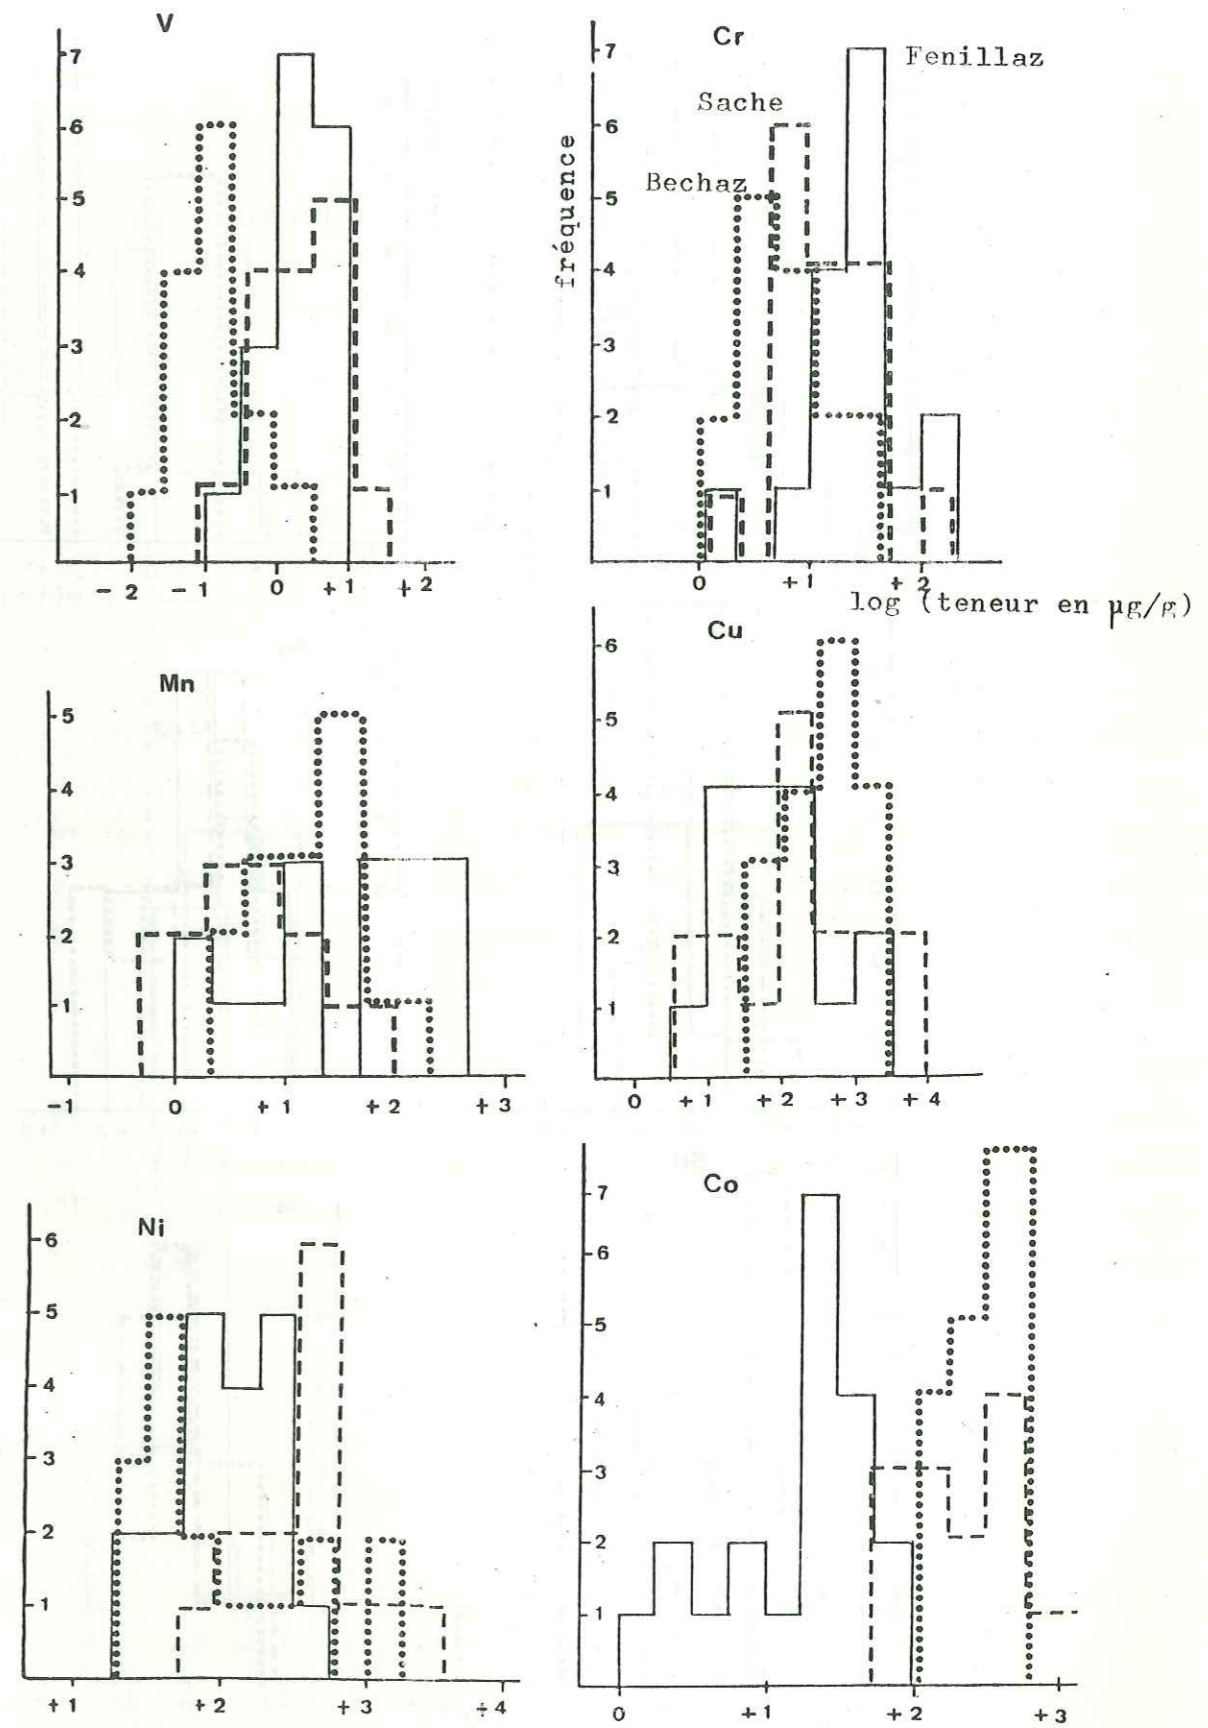 V
7
6
5
4
3
2
1
-2 -1 0 +1 +2
Cr
fréquence
7
6
5
4
3
2
1
Fenillaz
Sache
Bechaz
0 +1 +2
log (teneur en µg/g)
Mn
5
4
3
2
1
-1 0 +1 +2 +3
Cu
6
5
4
3
2
1
0 +1 +2 +3 +4
Ni
6
5
4
3
2
1
+1 +2 +3 +4
Co
7
6
5
4
3
2
1
0 +1 +2 +3